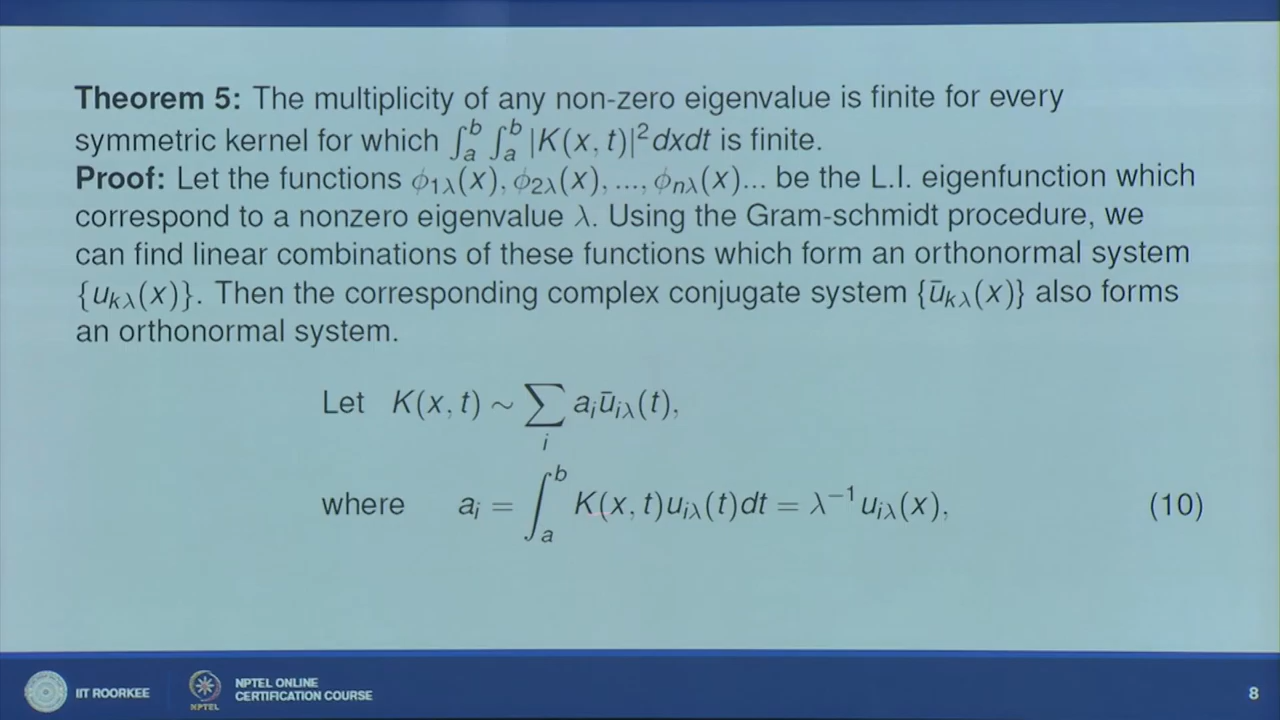 Theorem 5: The multiplicity of any non-zero eigenvalue is finite for every
symmetric kernel for which ∫_a^b ∫_a^b |K(x, t)|² dxdt is finite.
Proof: Let the functions ϕ_{1λ}(x), ϕ_{2λ}(x), ..., ϕ_{nλ}(x)... be the L.I. eigenfunction which
correspond to a nonzero eigenvalue λ. Using the Gram-schmidt procedure, we
can find linear combinations of these functions which form an orthonormal system
{u_{kλ}(x)}. Then the corresponding complex conjugate system {ū_{kλ}(x)} also forms
an orthonormal system.
Let K(x, t) ~ ∑_i a_i ū_{iλ}(t),
where a_i = ∫_a^b K(x, t)u_{iλ}(t)dt = λ⁻¹ u_{iλ}(x), (10)
IIT ROORKEE
NPTEL
NPTEL ONLINE
CERTIFICATION COURSE
8